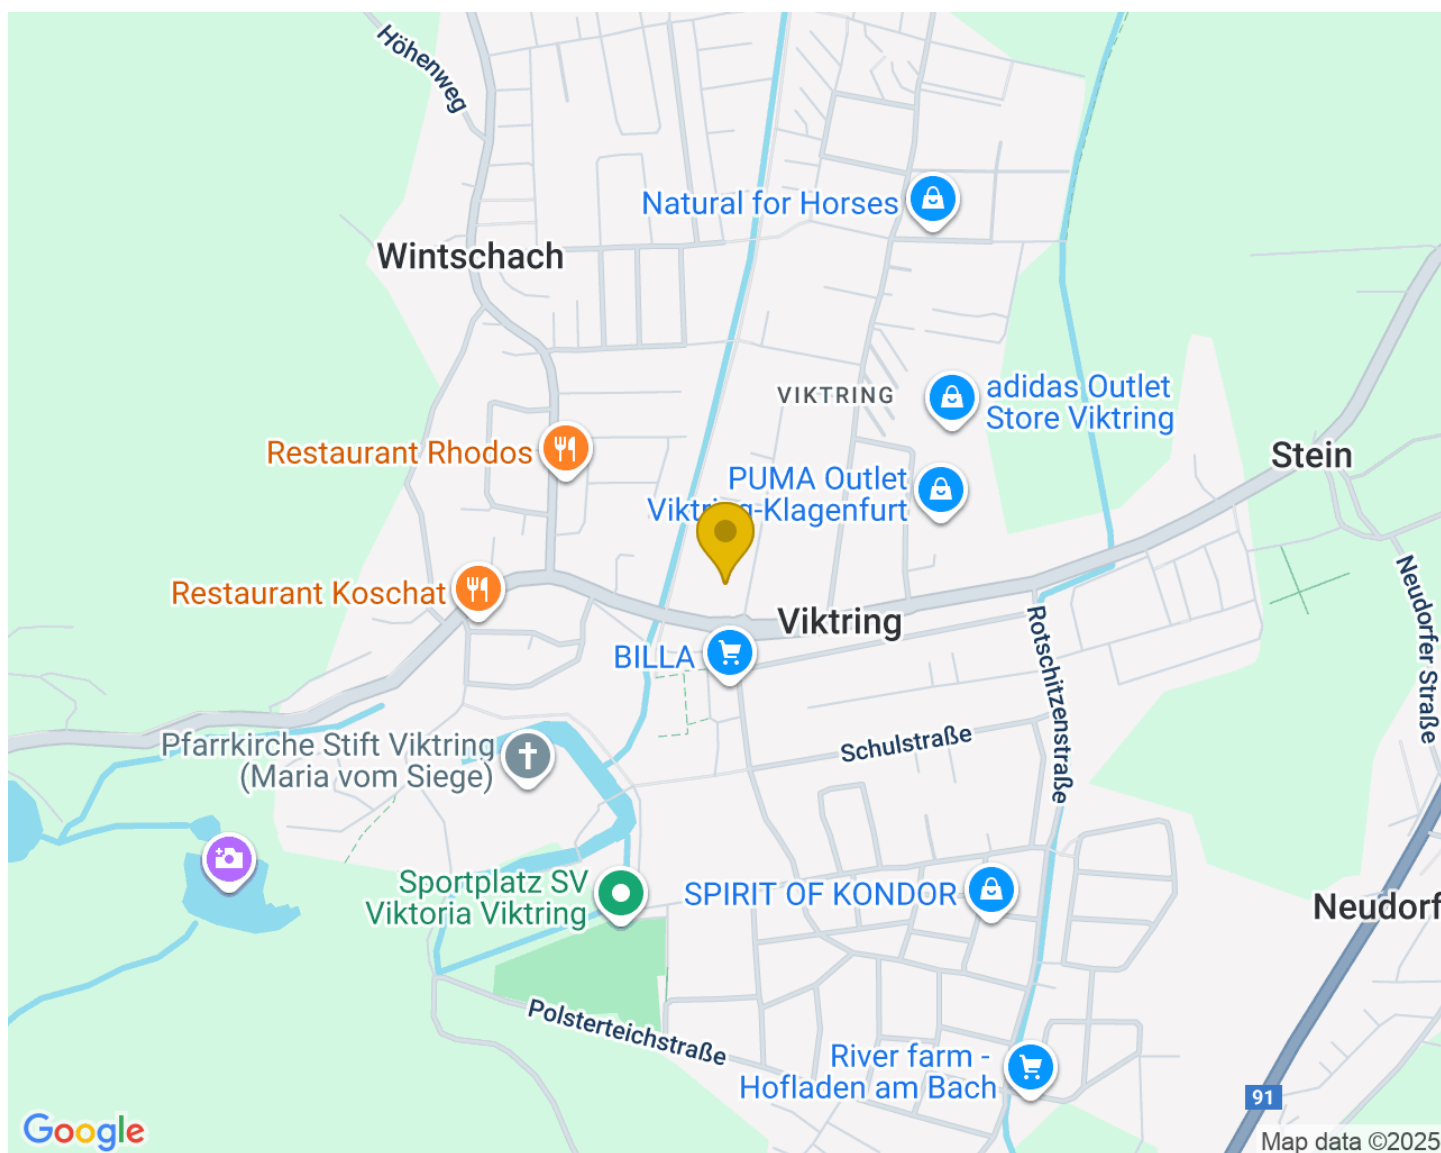 Höhenweg
Natural for Horses
Wintschach
VIKTRING
adidas Outlet
Store Viktring
Restaurant Rhodos
Stein
PUMA Outlet
Viktring-Klagenfurt
Restaurant Koschat
Viktring
Neudorfer Straße
BILLA
Rotschitzenstraße
Pfarrkirche Stift Viktring
(Maria vom Siege)
Schulstraße
Sportplatz SV
Viktoria Viktring
SPIRIT OF KONDOR
Neudorf
Polsterteichstraße
River farm -
Hofladen am Bach
91
Google
Map data ©2025